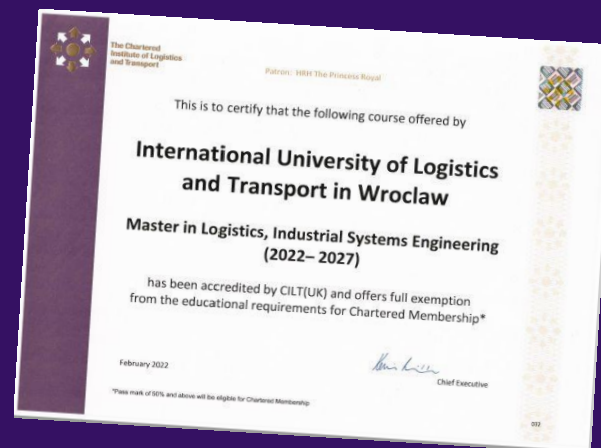 The Chartered
Institute of Logistics
and Transport
Patron: HRH The Princess Royal
This is to certify that the following course offered by
International University of Logistics
and Transport in Wroclaw
Master in Logistics, Industrial Systems Engineering
(2022– 2027)
has been accredited by CILT(UK) and offers full exemption
from the educational requirements for Chartered Membership*
February 2022
Chief Executive
*Pass mark of 50% and above will be eligible for Chartered Membership